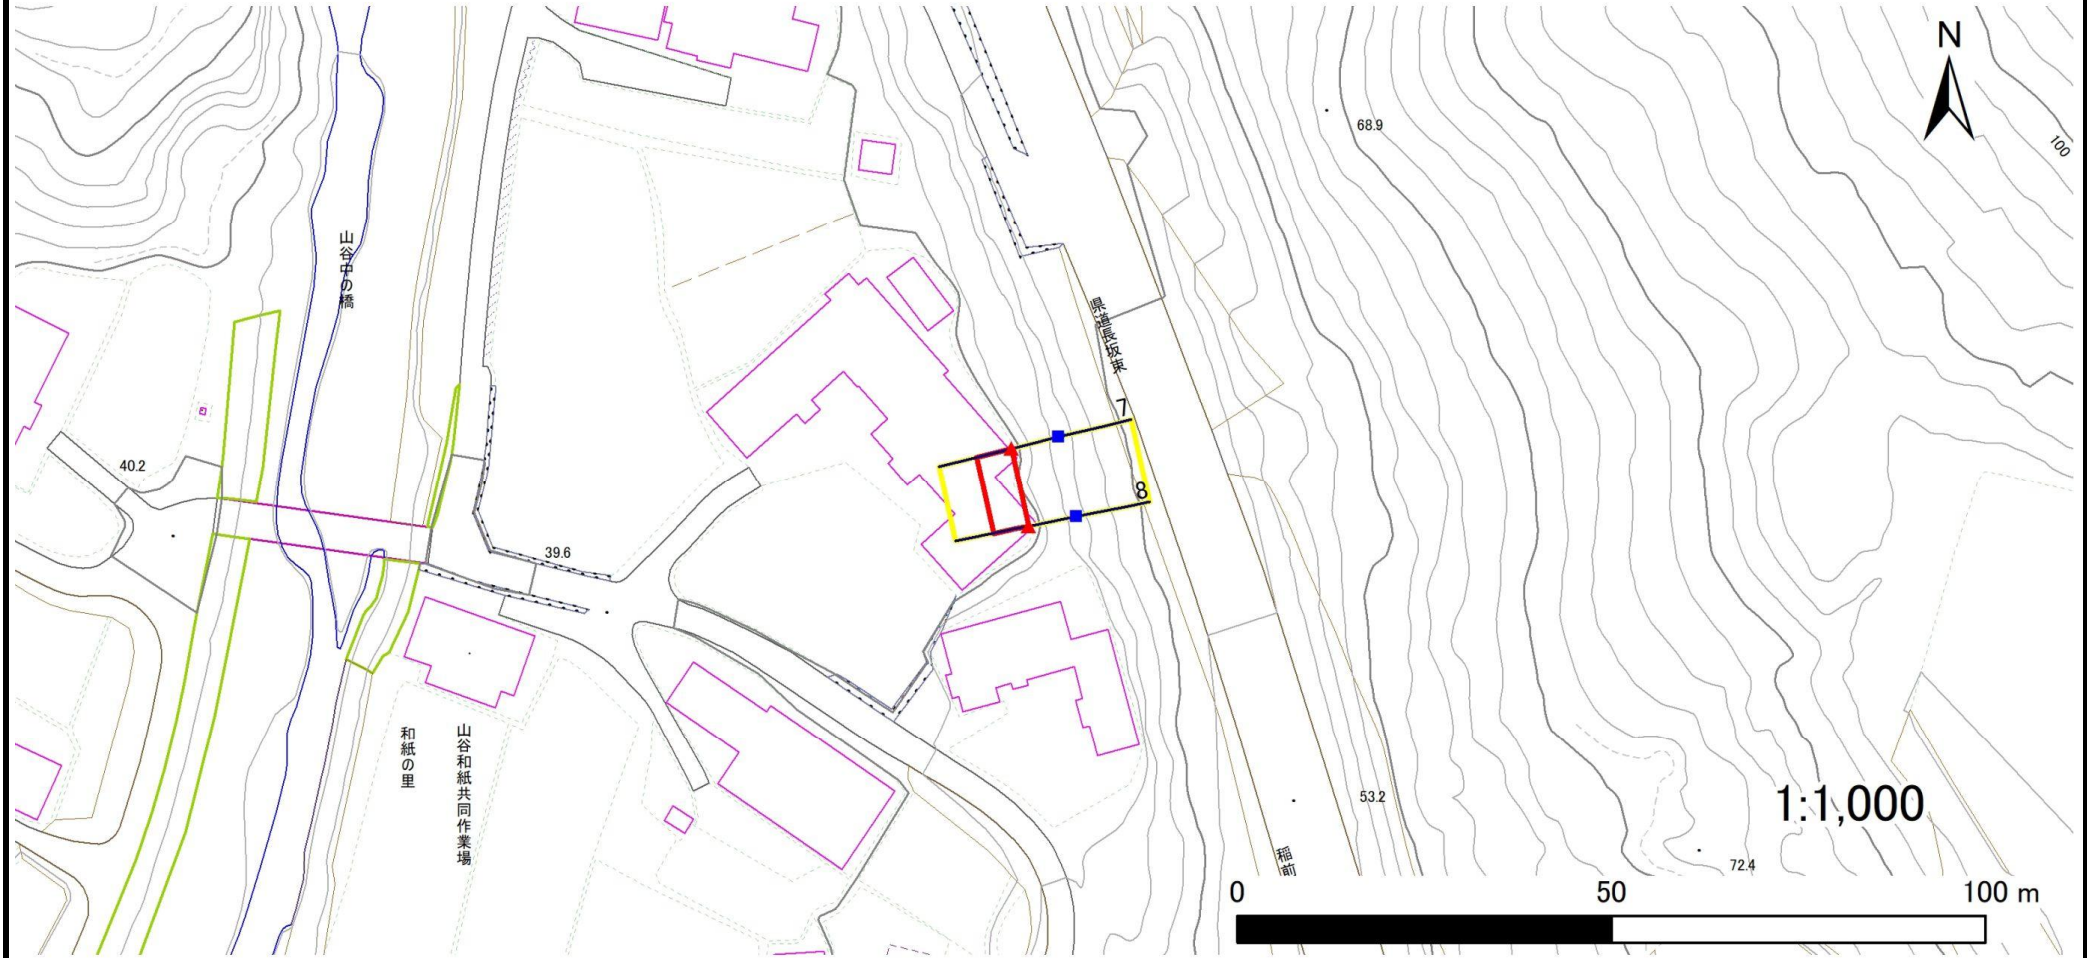 N
68.9
100
山谷中の橋
県道長坂東
7
40.2
8
39.6
和紙の里
山谷和紙共同作業場
53.2
1:1,000
稲前
72.4
0 50 100 m